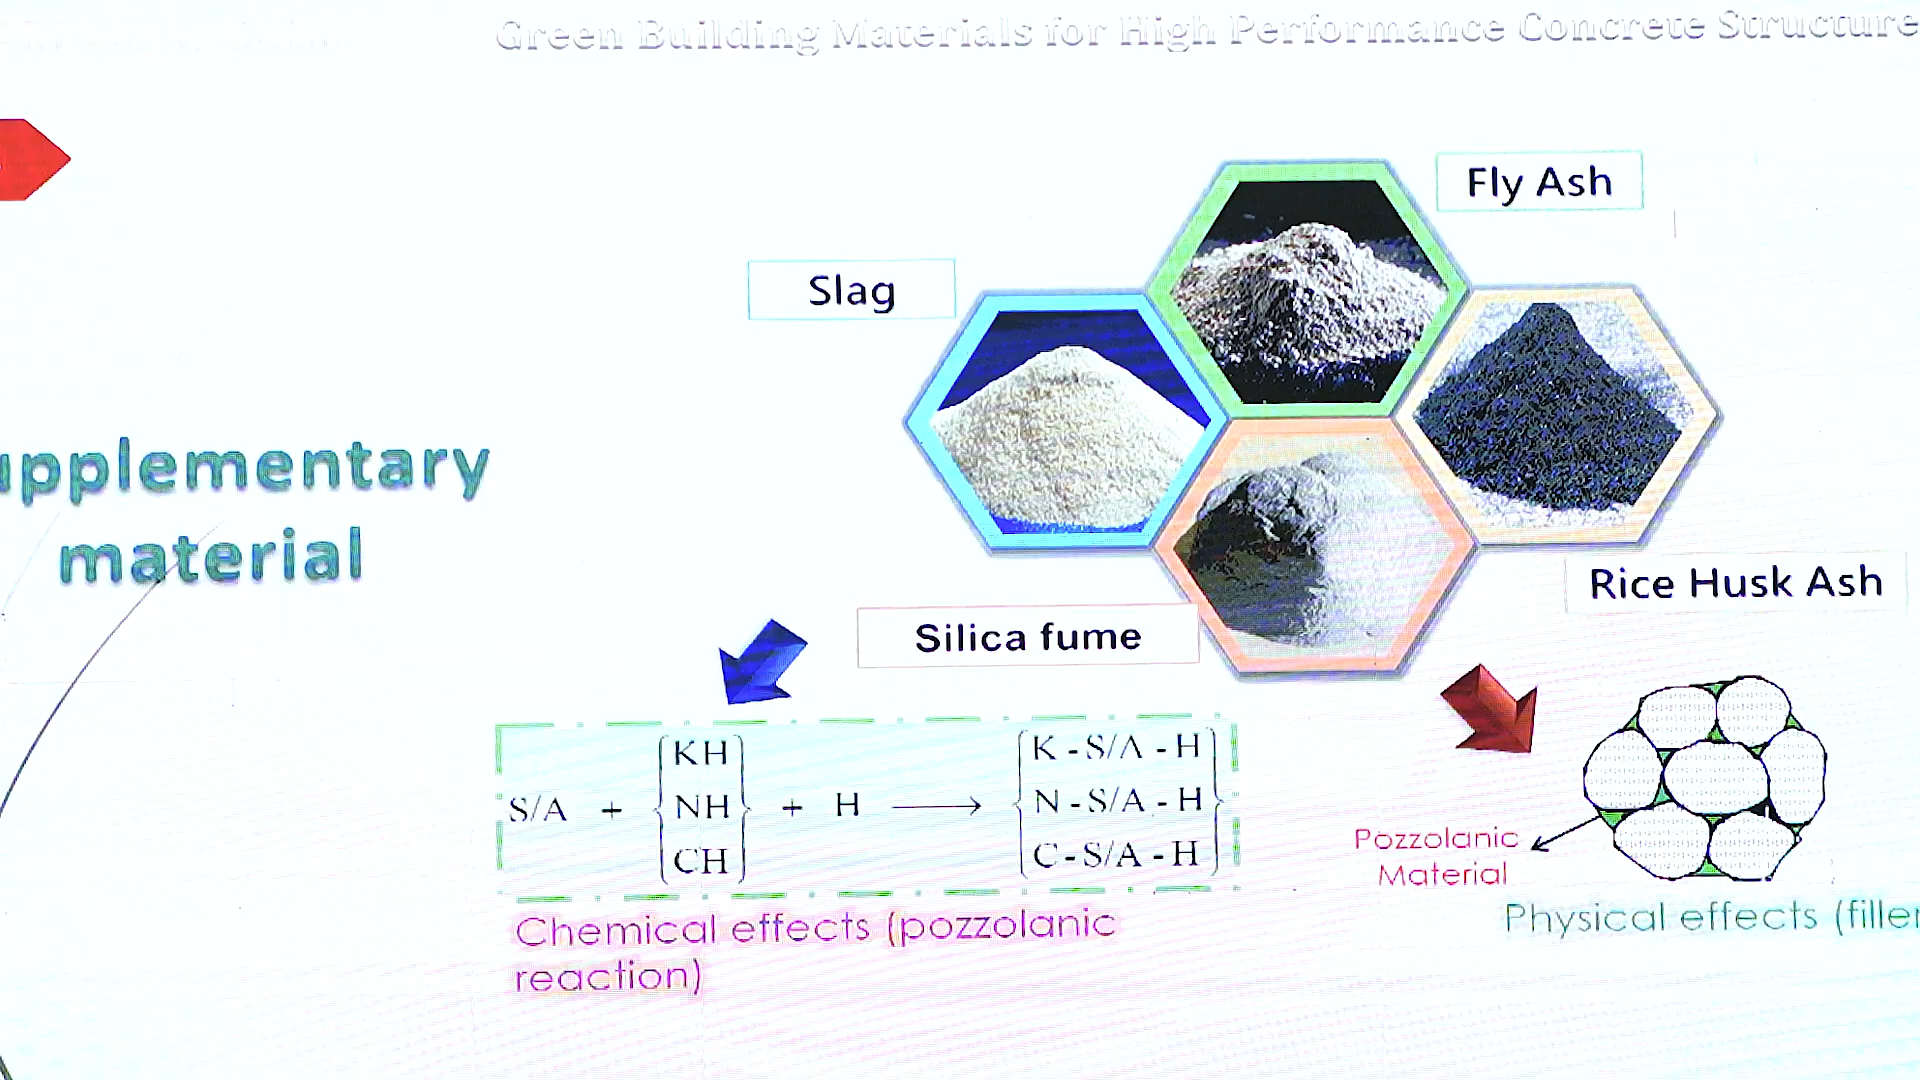 Green Building Materials for High Performance Concrete Structure
Fly Ash
Slag
upplementary
material
Rice Husk Ash
Silica fume
S/A + { KH NH CH } + H → { K - S/A - H N - S/A - H C - S/A - H }
Pozzolanic
Material
Chemical effects (pozzolanic
reaction)
Physical effects (filler